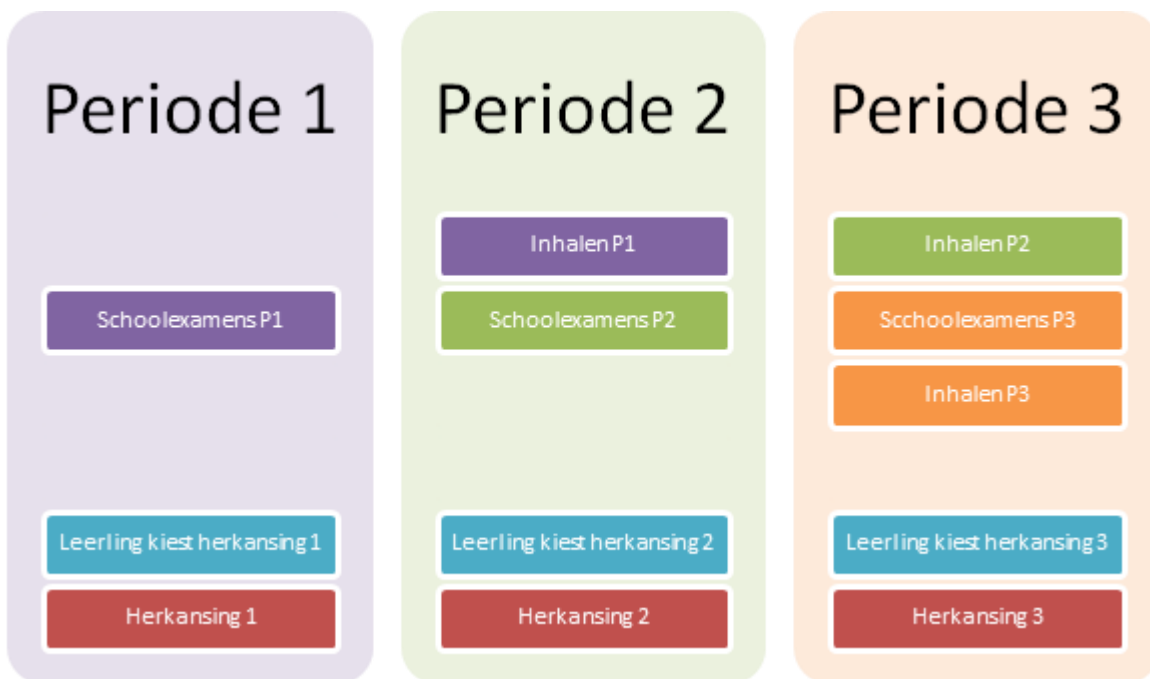 Periode 1
Schoolexamens P1
Leerling kiest herkansing 1
Herkansing 1
Periode 2
Inhalen P1
Schoolexamens P2
Leerling kiest herkansing 2
Herkansing 2
Periode 3
Inhalen P2
Scchoolexamens P3
Inhalen P3
Leerling kiest herkansing 3
Herkansing 3